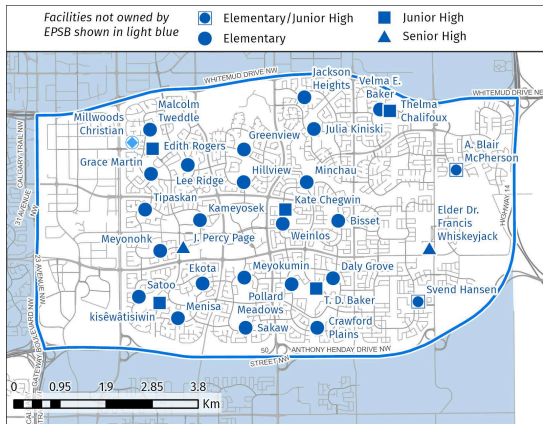 Facilities not owned by
EPSB shown in light blue
Elementary/Junior High
Elementary
Junior High
Senior High
WHITEMUD DRIVE NW
WHITEMUD DRIVE NE
Jackson
Heights
Velma E.
Baker
Thelma
Chalifoux
Malcolm
Tweddle
Millwoods
Christian
Julia Kiniski
Greenview
Edith Rogers
A. Blair
McPherson
Grace Martin
Lee Ridge
Hillview
Minchau
CALGARY TRAIL NW
31 AVENUE
NW
HIGHWAY 14
Tipaskan
Kameyosek
Kate Chegwin
Bisset
Weinlos
Elder Dr.
Francis
Whiskeyjack
Meyonohk
J. Percy Page
23 AVENUE NW
Ekota
Meyokumin
Daly Grove
Satoo
Svend Hansen
kisêwâtisiwin
Menisa
Pollard
Meadows
T. D. Baker
Sakaw
Crawford
Plains
GATEWAY BOULEVARD NW
50
STREET NW
ANTHONY HENDAY DRIVE NW
0 0.95 1.9 2.85 3.8
Km